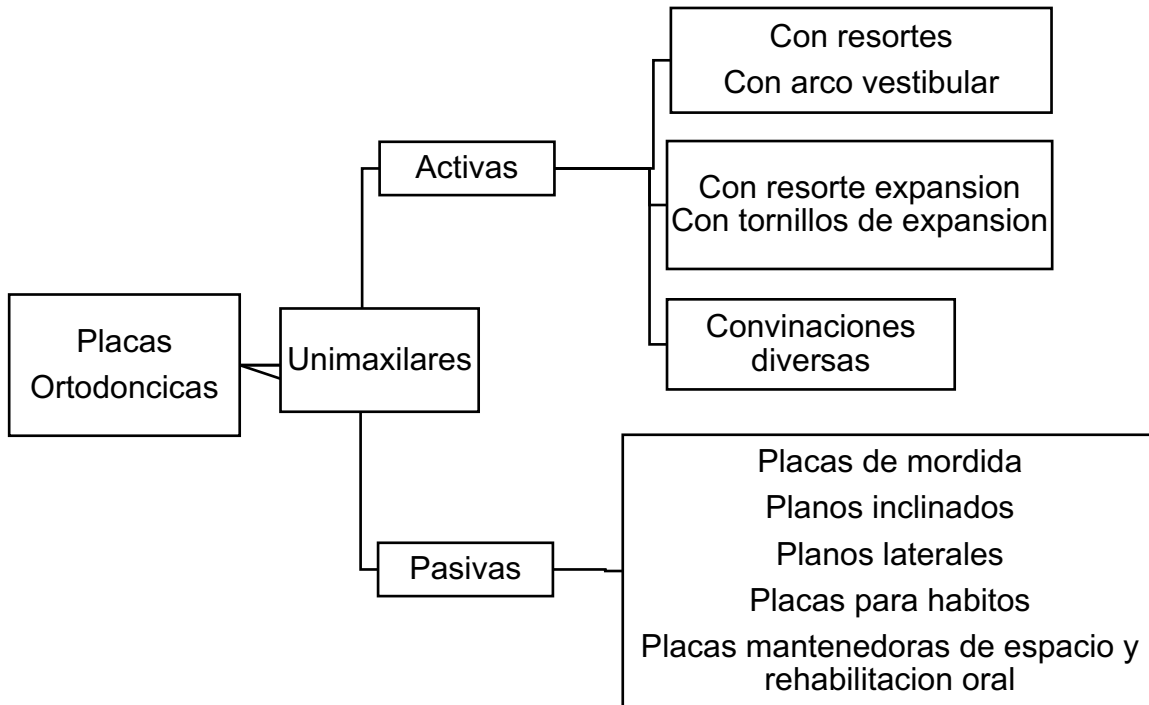 Placas
Ortodoncicas
Unimaxilares
Activas
Con resortes
Con arco vestibular
Con resorte expansion
Con tornillos de expansion
Convinaciones
diversas
Pasivas
Placas de mordida
Planos inclinados
Planos laterales
Placas para habitos
Placas mantenedoras de espacio y
rehabilitacion oral